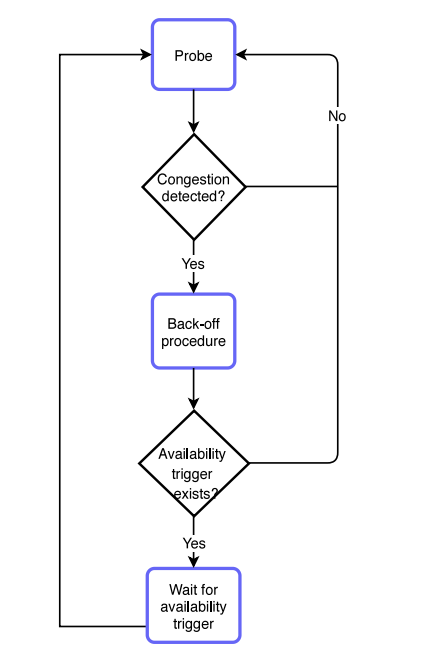 Probe
No
Congestion
detected?
Yes
Back-off
procedure
Availability
trigger
exists?
Yes
Wait for
availability
trigger